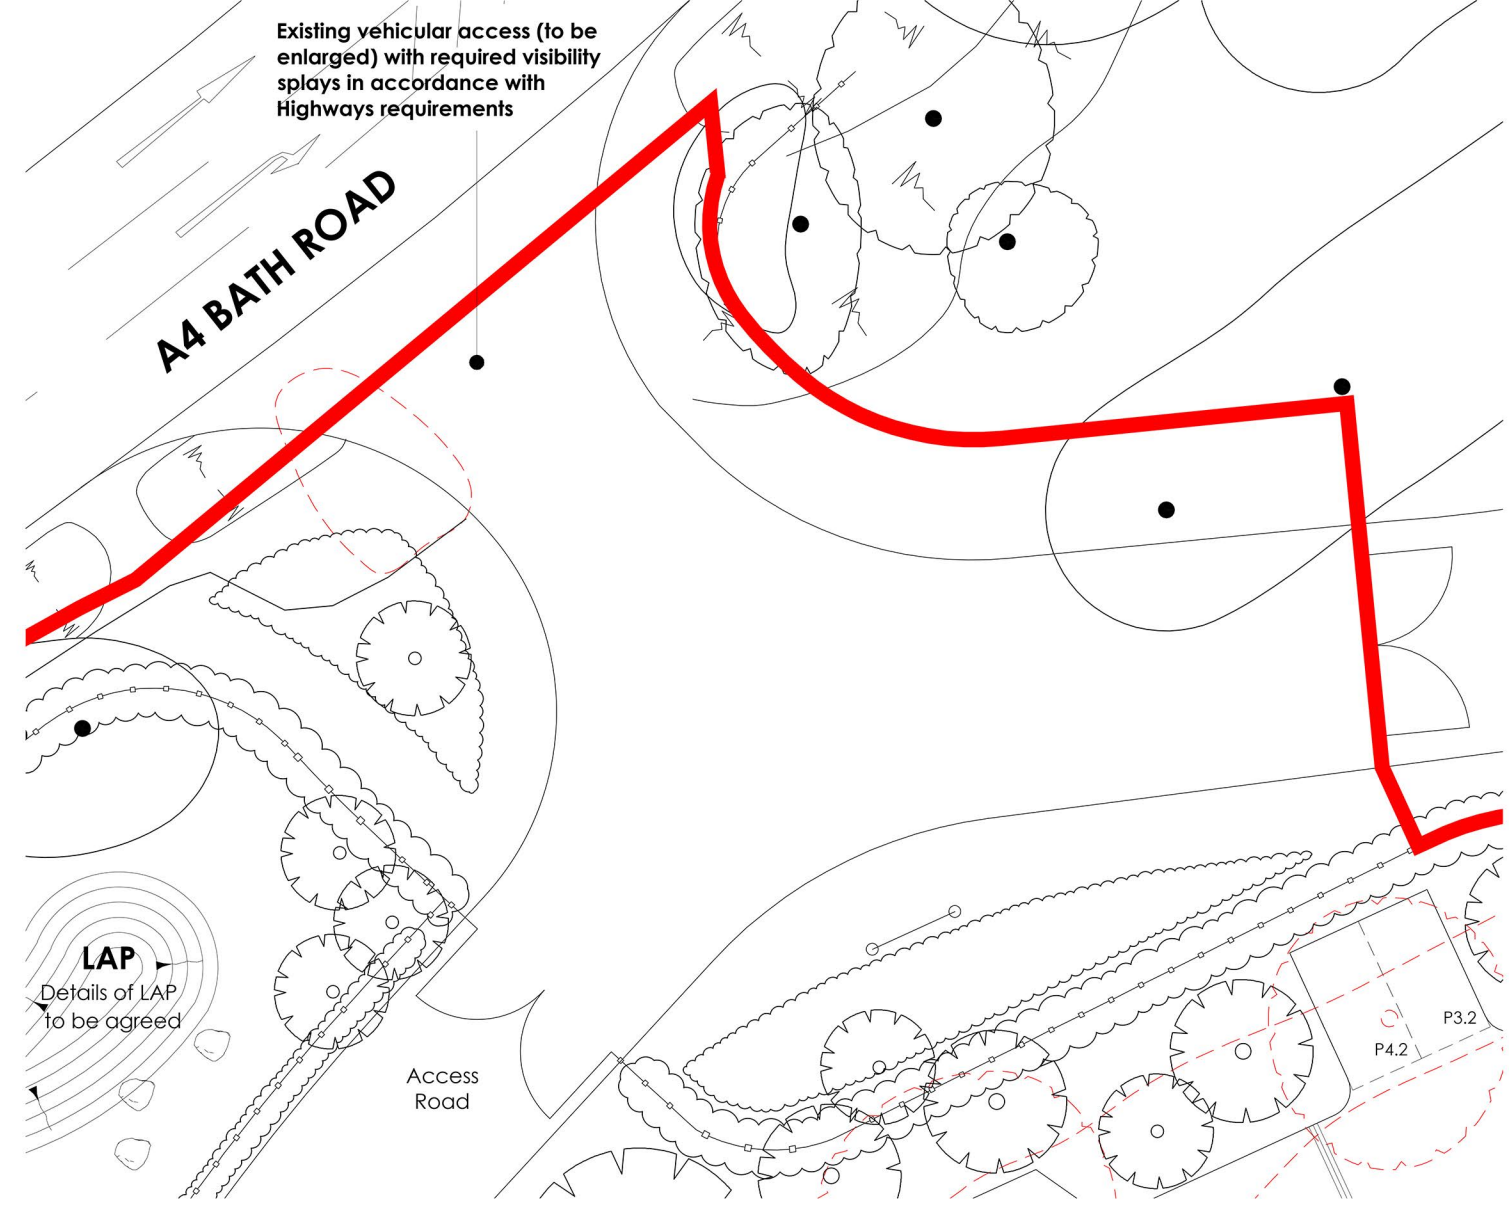 Existing vehicular access (to be
enlarged) with required visibility
splays in accordance with
Highways requirements
A4 BATH ROAD
LAP
Details of LAP
to be agreed
Access
Road
P3.2
P4.2